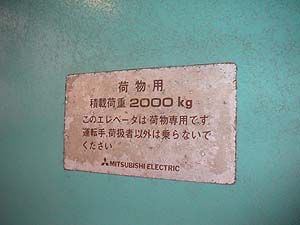 荷物用
積載荷重 2000 kg
このエレベータは荷物専用です
運転手、荷扱者以外は乗らないで
ください
MITSUBISHI ELECTRIC